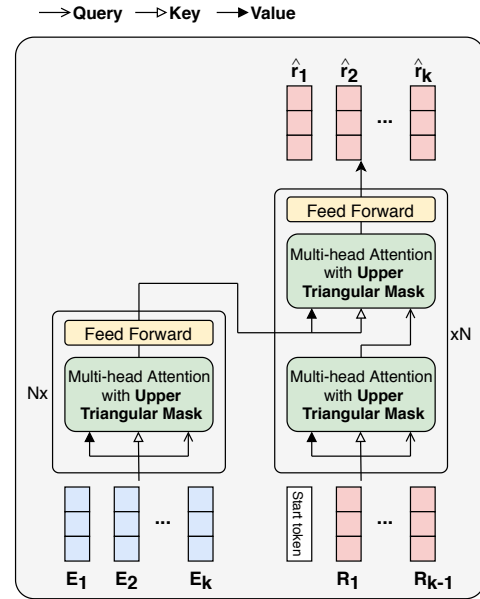 Query Key Value
r̂1 r̂2 ... r̂k
Feed Forward
Multi-head Attention
with Upper
Triangular Mask
xN
Feed Forward
Multi-head Attention
with Upper
Triangular Mask
Nx
Multi-head Attention
with Upper
Triangular Mask
... Start token ...
E1 E2 Ek R1 Rk-1